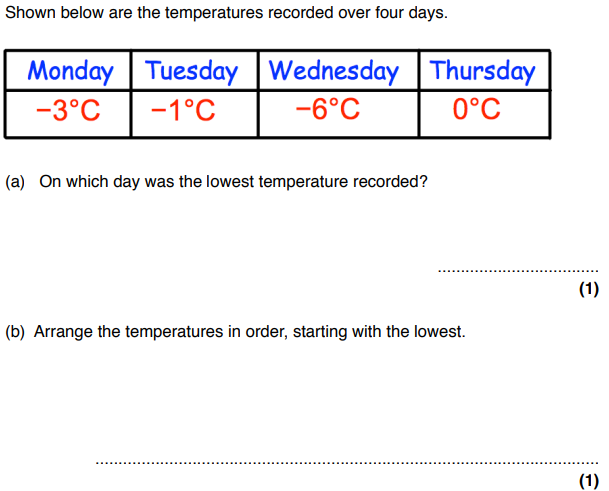 Shown below are the temperatures recorded over four days.
Monday Tuesday Wednesday Thursday
−3°C −1°C −6°C 0°C
(a) On which day was the lowest temperature recorded?
....................................
(1)
(b) Arrange the temperatures in order, starting with the lowest.
................................................................................................................
(1)